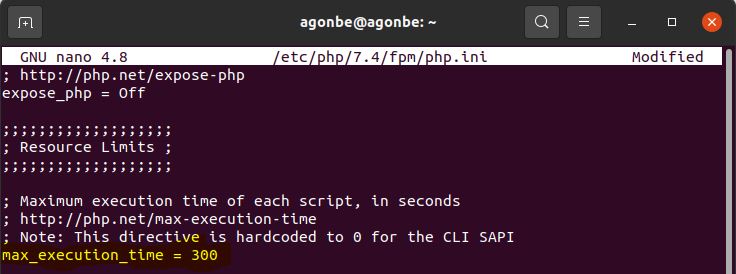 agonbe@agonbe: ~
GNU nano 4.8 /etc/php/7.4/fpm/php.ini Modified
; http://php.net/expose-php
expose_php = Off
;;;;;;;;;;;;;;;;;;;
; Resource Limits ;
;;;;;;;;;;;;;;;;;;;
; Maximum execution time of each script, in seconds
; http://php.net/max-execution-time
; Note: This directive is hardcoded to 0 for the CLI SAPI
max_execution_time = 300